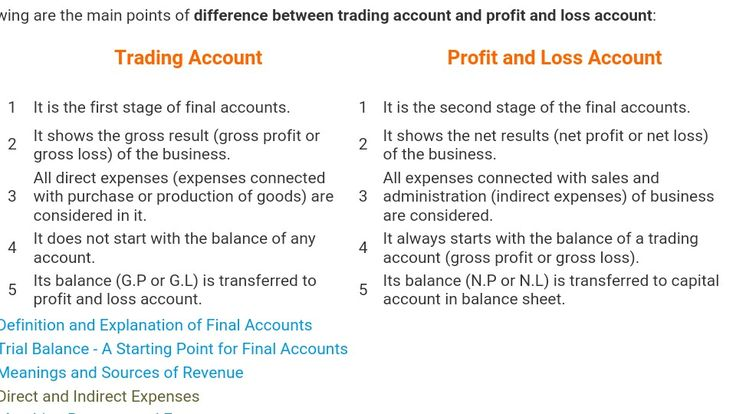 are the main points of difference between trading account and profit and loss account:
Trading Account
Profit and Loss Account
1 It is the first stage of final accounts.
1 It is the second stage of the final accounts.
2 It shows the gross result (gross profit or
gross loss) of the business.
2 It shows the net results (net profit or net loss)
of the business.
3 All direct expenses (expenses connected
with purchase or production of goods) are
considered in it.
3 All expenses connected with sales and
administration (indirect expenses) of business
are considered.
4 It does not start with the balance of any
account.
4 It always starts with the balance of a trading
account (gross profit or gross loss).
5 Its balance (G.P or G.L) is transferred to
profit and loss account.
5 Its balance (N.P or N.L) is transferred to capital
account in balance sheet.
Definition and Explanation of Final Accounts
Trial Balance - A Starting Point for Final Accounts
Meanings and Sources of Revenue
Direct and Indirect Expenses